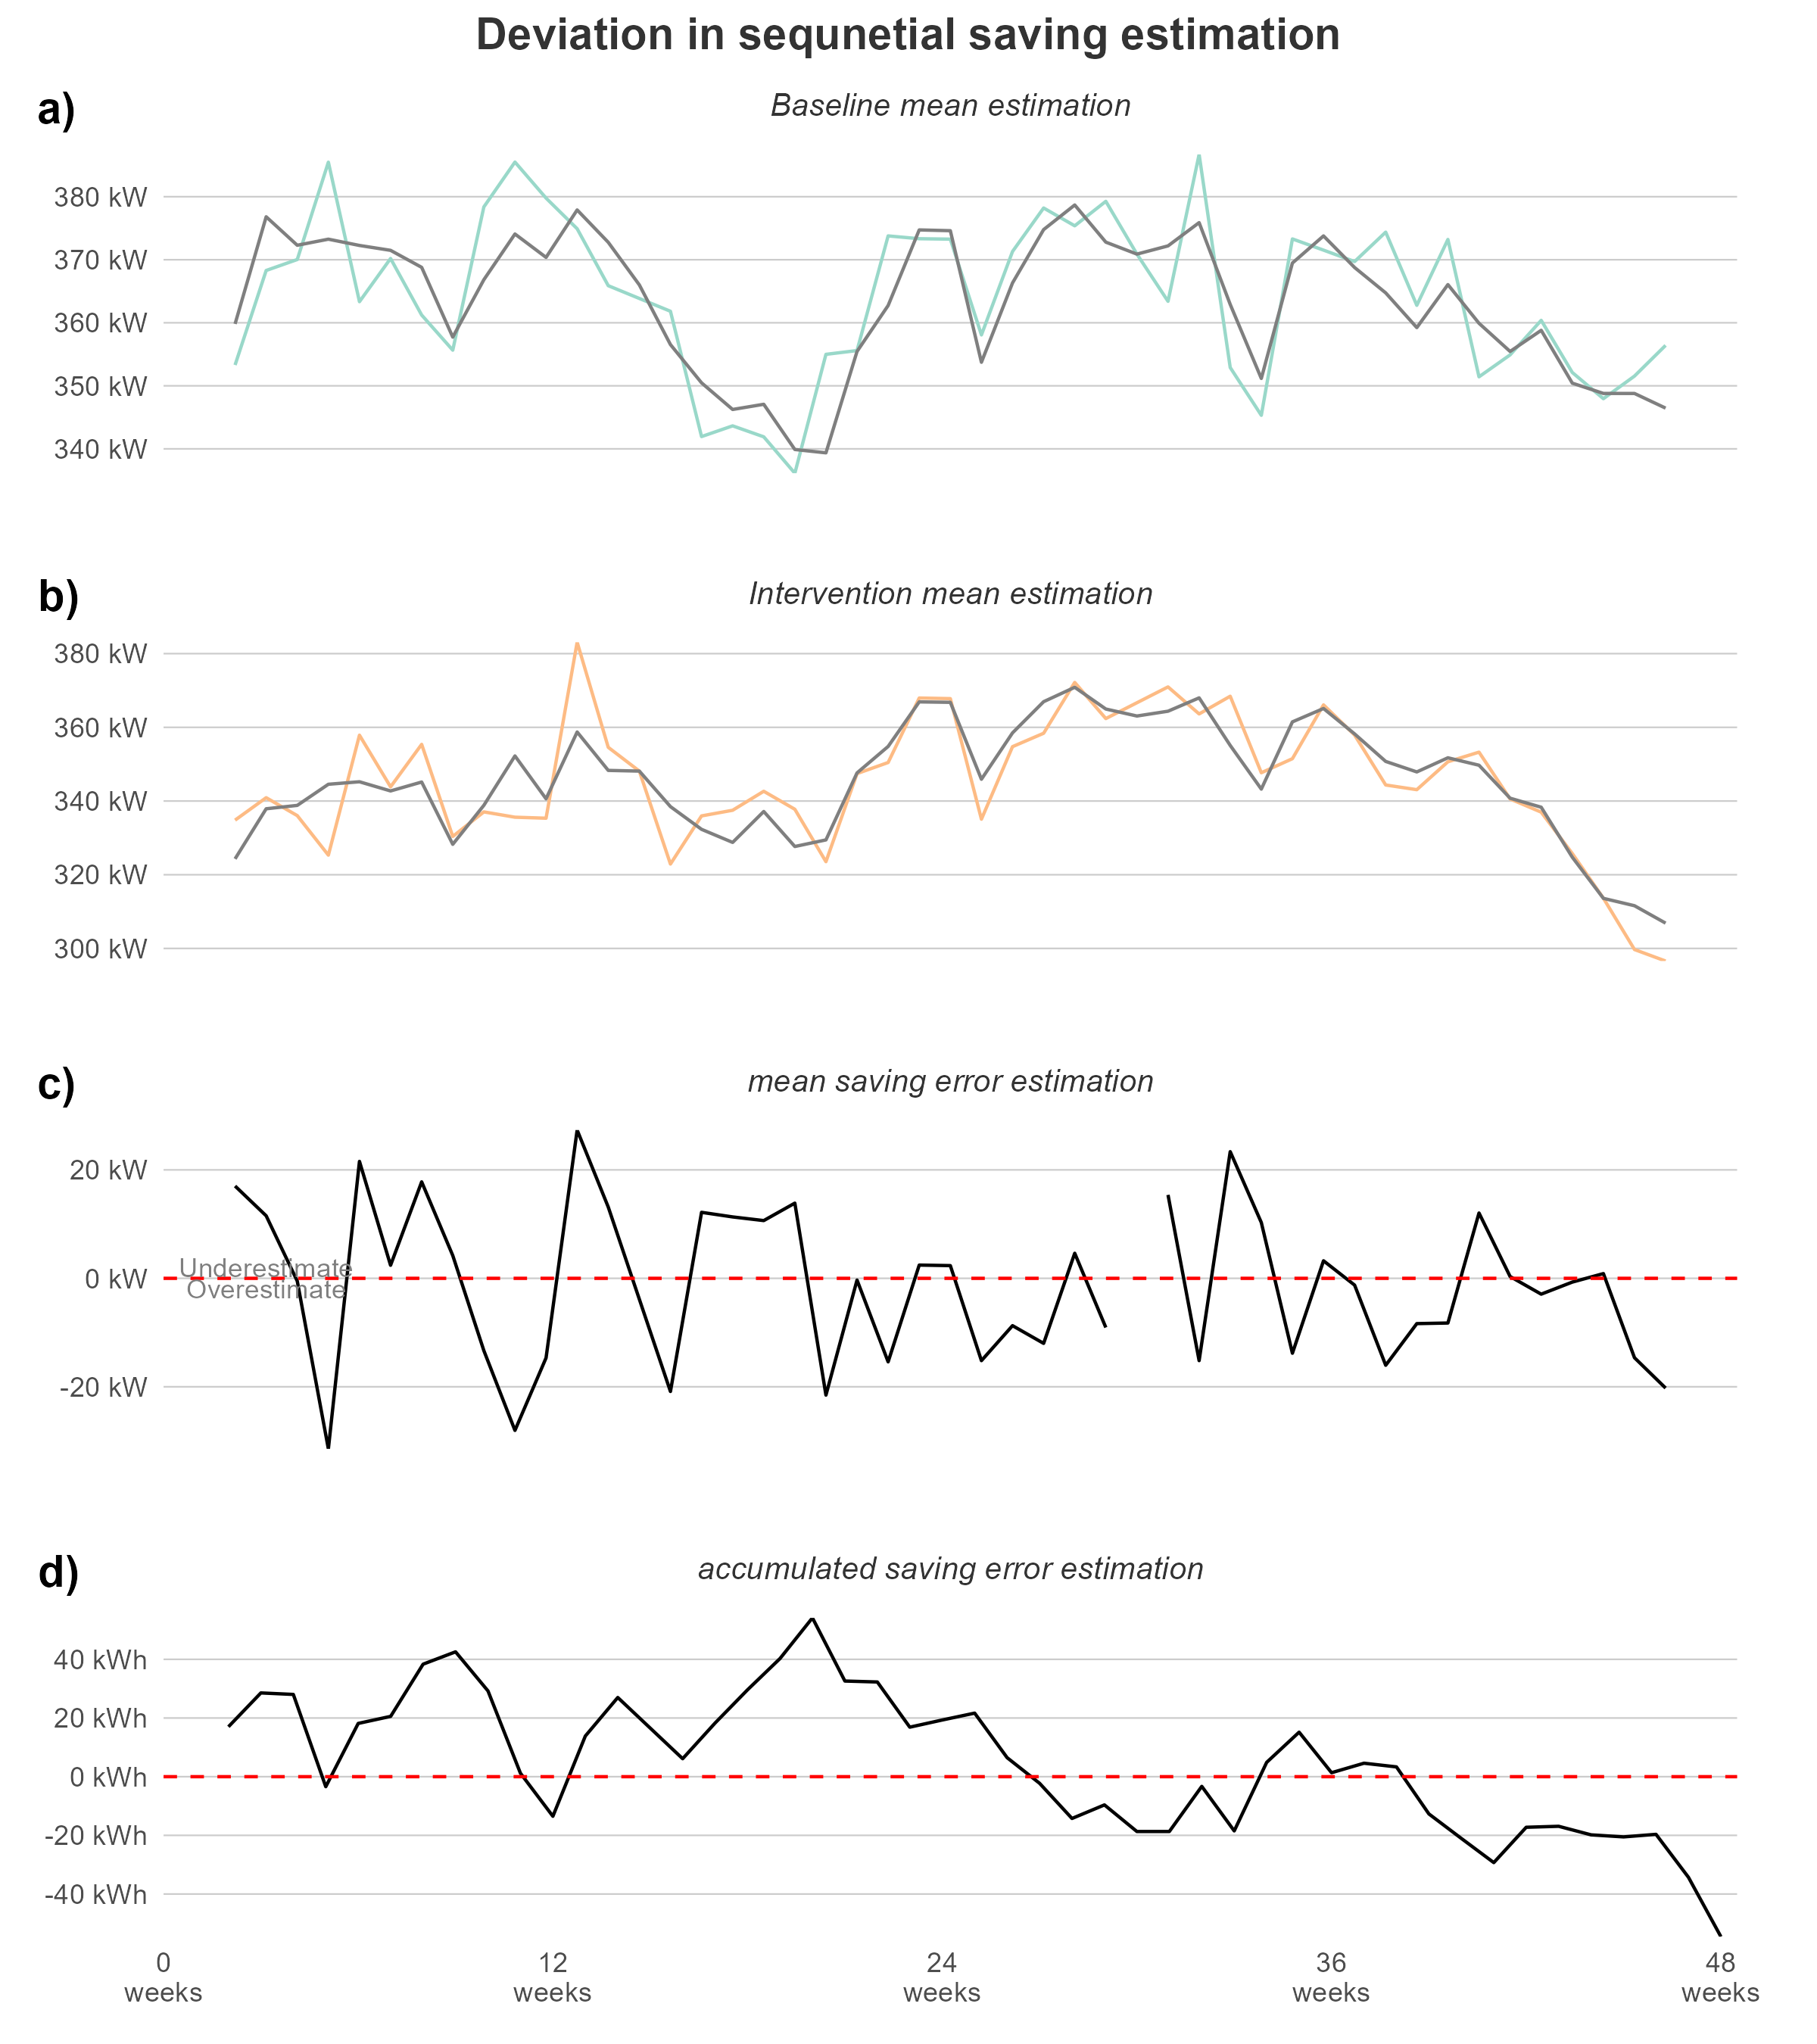 Deviation in sequnetial saving estimation
a)
Baseline mean estimation
380 kW
370 kW
360 kW
350 kW
340 kW
b)
Intervention mean estimation
380 kW
360 kW
340 kW
320 kW
300 kW
c)
mean saving error estimation
20 kW
Underestimate
0 kW
Overestimate
-20 kW
d)
accumulated saving error estimation
40 kWh
20 kWh
0 kWh
-20 kWh
-40 kWh
0 12 24 36 48
weeks weeks weeks weeks weeks